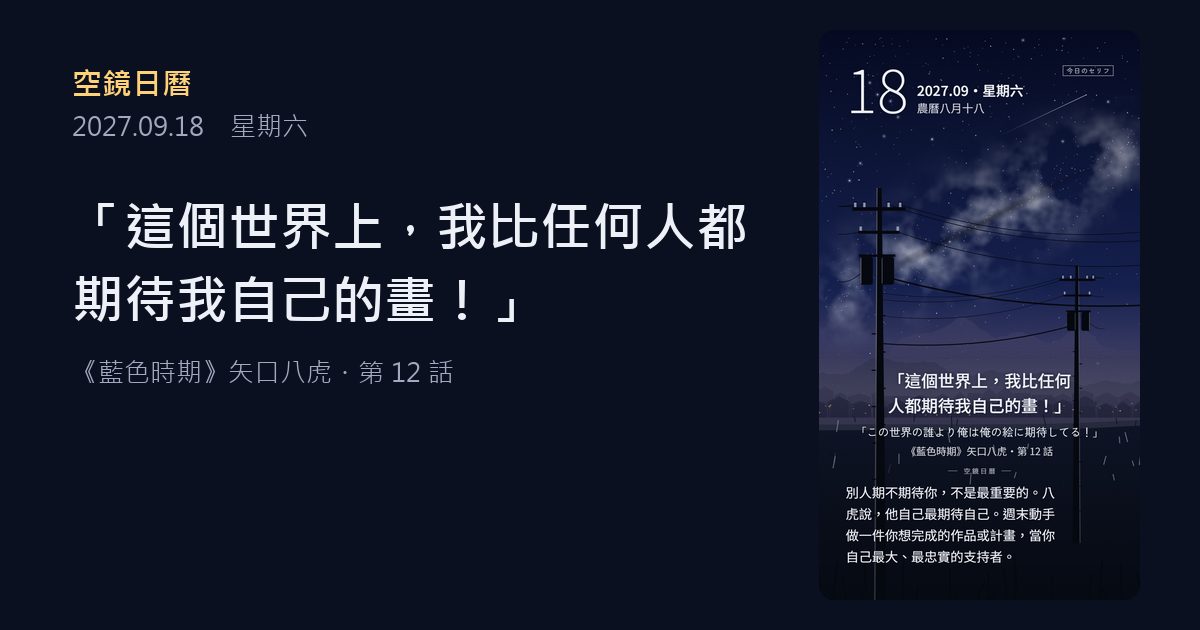 空鏡日曆
2027.09.18 星期六
「這個世界上，我比任何人都
期待我自己的畫！」
《藍色時期》矢口八虎・第 12 話
今日のセリフ
18
2027.09・星期六
農曆八月十八
「這個世界上，我比任何
人都期待我自己的畫！」
「この世界の誰より俺は俺の絵に期待してる！」
《藍色時期》矢口八虎・第 12 話
— 空鏡日曆 —
別人期不期待你，不是最重要的。八
虎說，他自己最期待自己。週末動手
做一件你想完成的作品或計畫，當你
自己最大、最忠實的支持者。